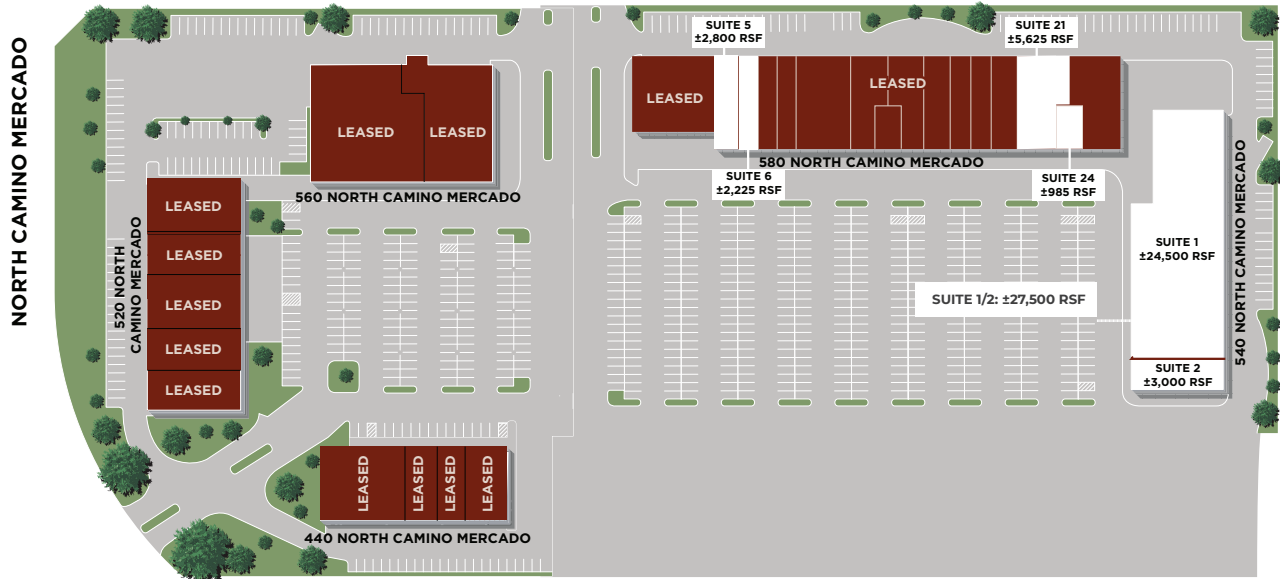 NORTH CAMINO MERCADO
SUITE 5
±2,800 RSF
SUITE 21
±5,625 RSF
LEASED
LEASED
LEASED
LEASED
580 NORTH CAMINO MERCADO
SUITE 6
±2,225 RSF
SUITE 24
±985 RSF
560 NORTH CAMINO MERCADO
LEASED
LEASED
LEASED
LEASED
LEASED
520 NORTH
CAMINO MERCADO
SUITE 1
±24,500 RSF
SUITE 1/2: ±27,500 RSF
SUITE 2
±3,000 RSF
540 NORTH CAMINO MERCADO
LEASED
LEASED
LEASED
LEASED
440 NORTH CAMINO MERCADO